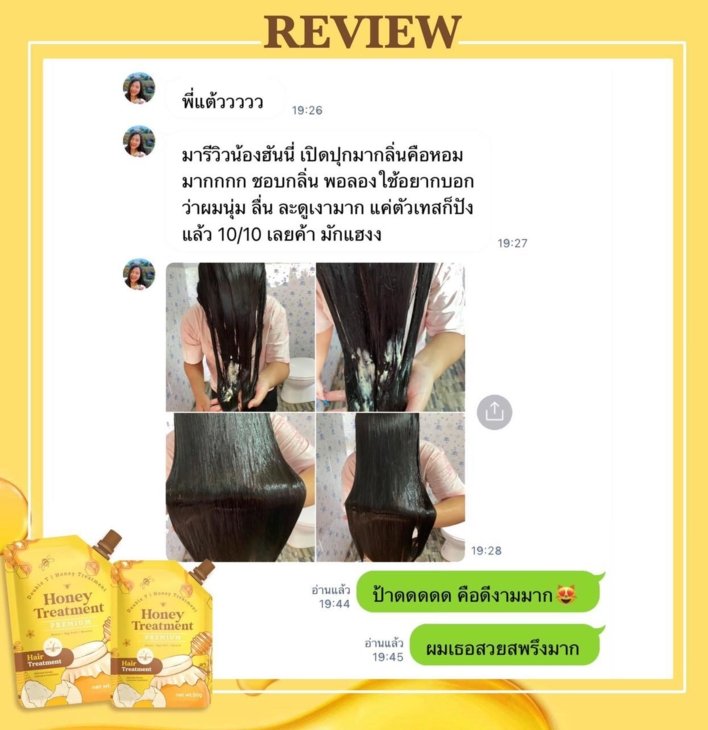 REVIEW
พี่แต้ววววว
19:26
มารีวิวน้องฮันนี่ เปิดปุกมากลิ่นคือหอม
มากกกก ชอบกลิ่น พอลองใช้อยากบอก
ว่าผมนุ่ม ลื่น ละดูเงามาก แค่ตัวเทสก็ปัง
แล้ว 10/10 เลยค้า มักแฮงง
19:27
19:28
อ่านแล้ว
19:44
ป้าดดดดด คือดีงามมาก😻
อ่านแล้ว
19:45
ผมเธอสวยสพรึงมาก
Double T | Honey Treatment
Honey
Treatment
PREMIUM
Hair
Treatment
Double T | Honey Treatment
Honey
Treatment
PREMIUM
Hair
Treatment